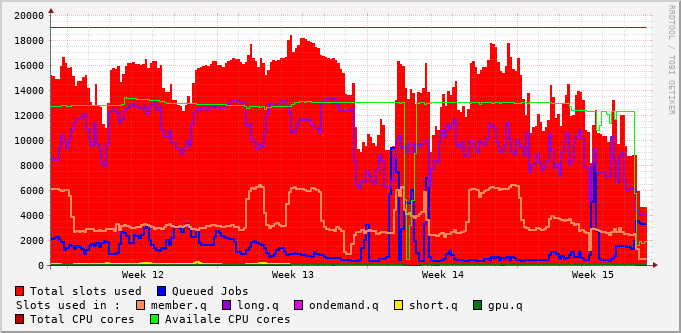 20000
18000
16000
14000
12000
10000
8000
6000
4000
2000
0
Week 12 Week 13 Week 14 Week 15
RRDTOOL / TOBI OETIKER
Total slots used Queued Jobs
Slots used in : member.q long.q ondemand.q short.q gpu.q
Total CPU cores Availale CPU cores